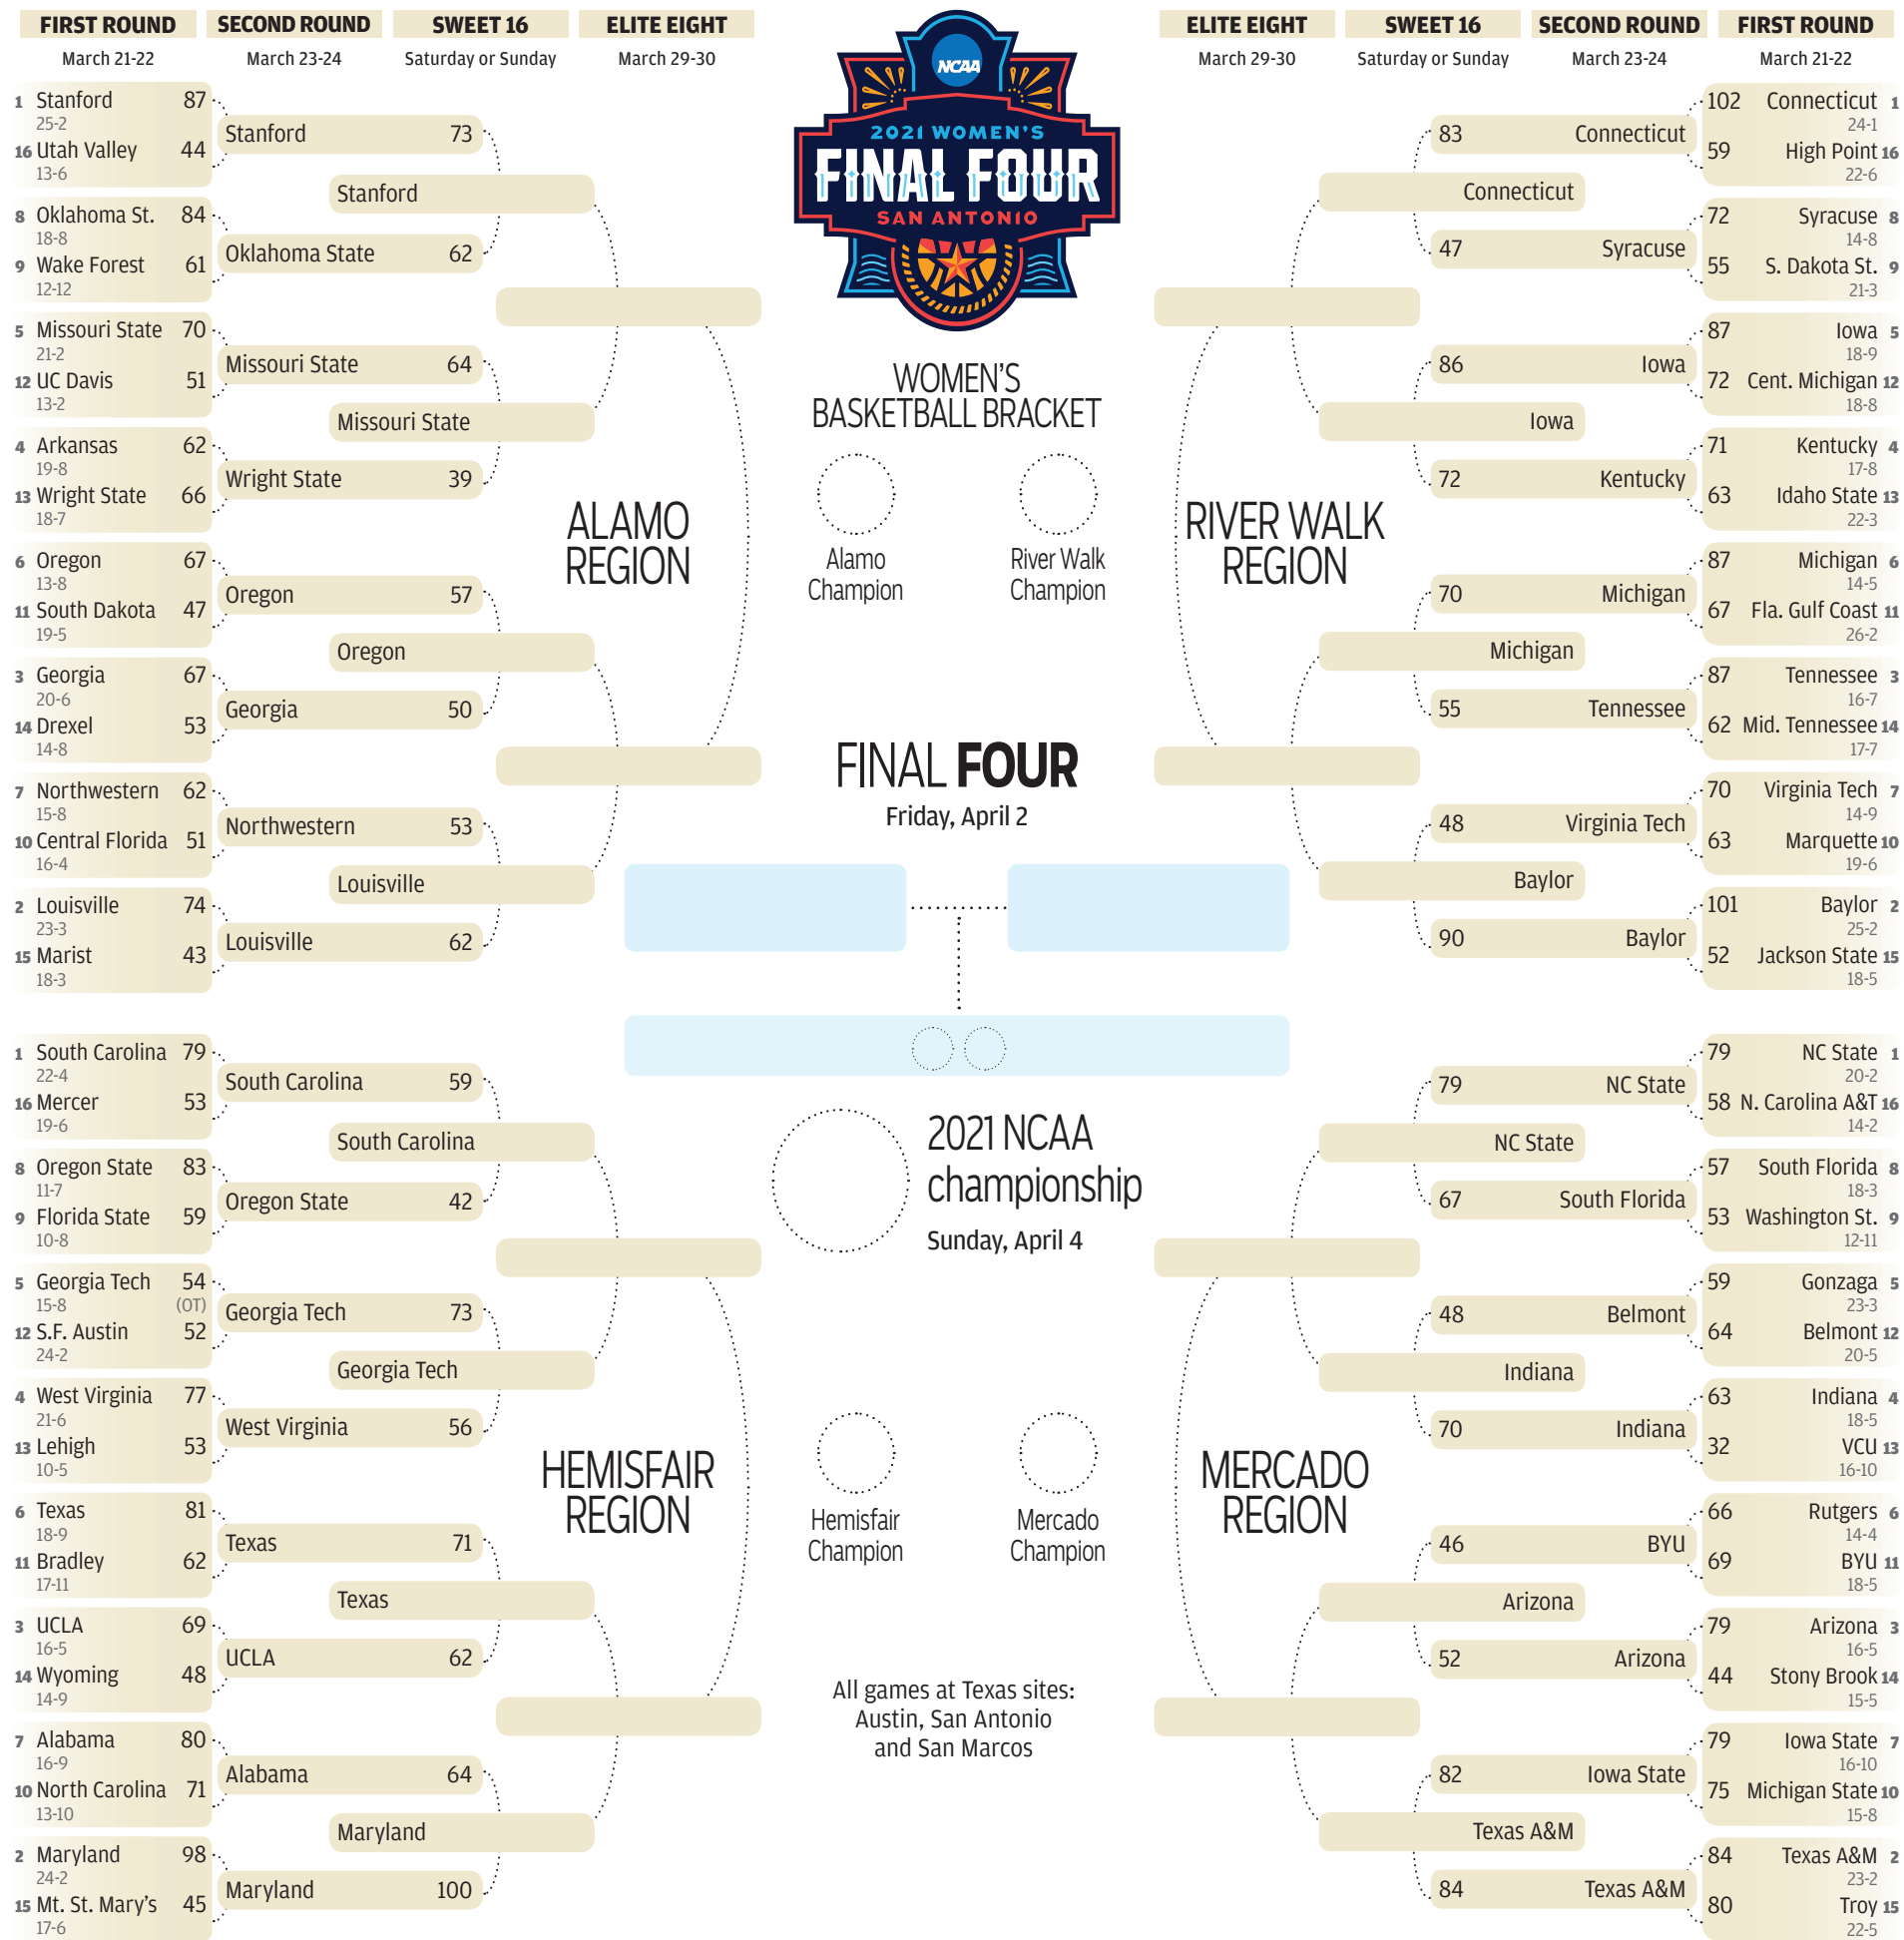 FIRST ROUND
March 21-22
SECOND ROUND
March 23-24
SWEET 16
Saturday or Sunday
ELITE EIGHT
March 29-30
ELITE EIGHT
March 29-30
SWEET 16
Saturday or Sunday
SECOND ROUND
March 23-24
FIRST ROUND
March 21-22
NCAA
2021 WOMEN'S
FINAL FOUR
SAN ANTONIO
WOMEN'S
BASKETBALL BRACKET
1 Stanford 87
25-2
16 Utah Valley 44
13-6
8 Oklahoma St. 84
18-8
9 Wake Forest 61
12-12
5 Missouri State 70
21-2
12 UC Davis 51
13-2
4 Arkansas 62
19-8
13 Wright State 66
18-7
6 Oregon 67
13-8
11 South Dakota 47
19-5
3 Georgia 67
20-6
14 Drexel 53
14-8
7 Northwestern 62
15-8
10 Central Florida 51
16-4
2 Louisville 74
23-3
15 Marist 43
18-3
Stanford 73
Oklahoma State 62
Missouri State 64
Wright State 39
Oregon 57
Georgia 50
Northwestern 53
Louisville 62
Stanford
Missouri State
Oregon
Louisville
ALAMO
REGION
Alamo
Champion
River Walk
Champion
RIVER WALK
REGION
Connecticut
Iowa
Michigan
Baylor
83 Connecticut
47 Syracuse
86 Iowa
72 Kentucky
70 Michigan
55 Tennessee
48 Virginia Tech
90 Baylor
102 Connecticut 1
24-1
59 High Point 16
22-6
72 Syracuse 8
14-8
55 S. Dakota St. 9
21-3
87 Iowa 5
18-9
72 Cent. Michigan 12
18-8
71 Kentucky 4
17-8
63 Idaho State 13
22-3
87 Michigan 6
14-5
67 Fla. Gulf Coast 11
26-2
87 Tennessee 3
16-7
62 Mid. Tennessee 14
17-7
70 Virginia Tech 7
14-9
63 Marquette 10
19-6
101 Baylor 2
25-2
52 Jackson State 15
18-5
FINAL FOUR
Friday, April 2
2021 NCAA
championship
Sunday, April 4
1 South Carolina 79
22-4
16 Mercer 53
19-6
8 Oregon State 83
11-7
9 Florida State 59
10-8
5 Georgia Tech 54
15-8 (OT)
12 S.F. Austin 52
24-2
4 West Virginia 77
21-6
13 Lehigh 53
10-5
6 Texas 81
18-9
11 Bradley 62
17-11
3 UCLA 69
16-5
14 Wyoming 48
14-9
7 Alabama 80
16-9
10 North Carolina 71
13-10
2 Maryland 98
24-2
15 Mt. St. Mary's 45
17-6
South Carolina 59
Oregon State 42
Georgia Tech 73
West Virginia 56
Texas 71
UCLA 62
Alabama 64
Maryland 100
South Carolina
Georgia Tech
Texas
Maryland
HEMISFAIR
REGION
Hemisfair
Champion
Mercado
Champion
MERCADO
REGION
NC State
Indiana
Arizona
Texas A&M
79 NC State
67 South Florida
48 Belmont
70 Indiana
46 BYU
52 Arizona
82 Iowa State
84 Texas A&M
79 NC State 1
20-2
58 N. Carolina A&T 16
14-2
57 South Florida 8
18-3
53 Washington St. 9
12-11
59 Gonzaga 5
23-3
64 Belmont 12
20-5
63 Indiana 4
18-5
32 VCU 13
16-10
66 Rutgers 6
14-4
69 BYU 11
18-5
79 Arizona 3
16-5
44 Stony Brook 14
15-5
79 Iowa State 7
16-10
75 Michigan State 10
15-8
84 Texas A&M 2
23-2
80 Troy 15
22-5
All games at Texas sites:
Austin, San Antonio
and San Marcos